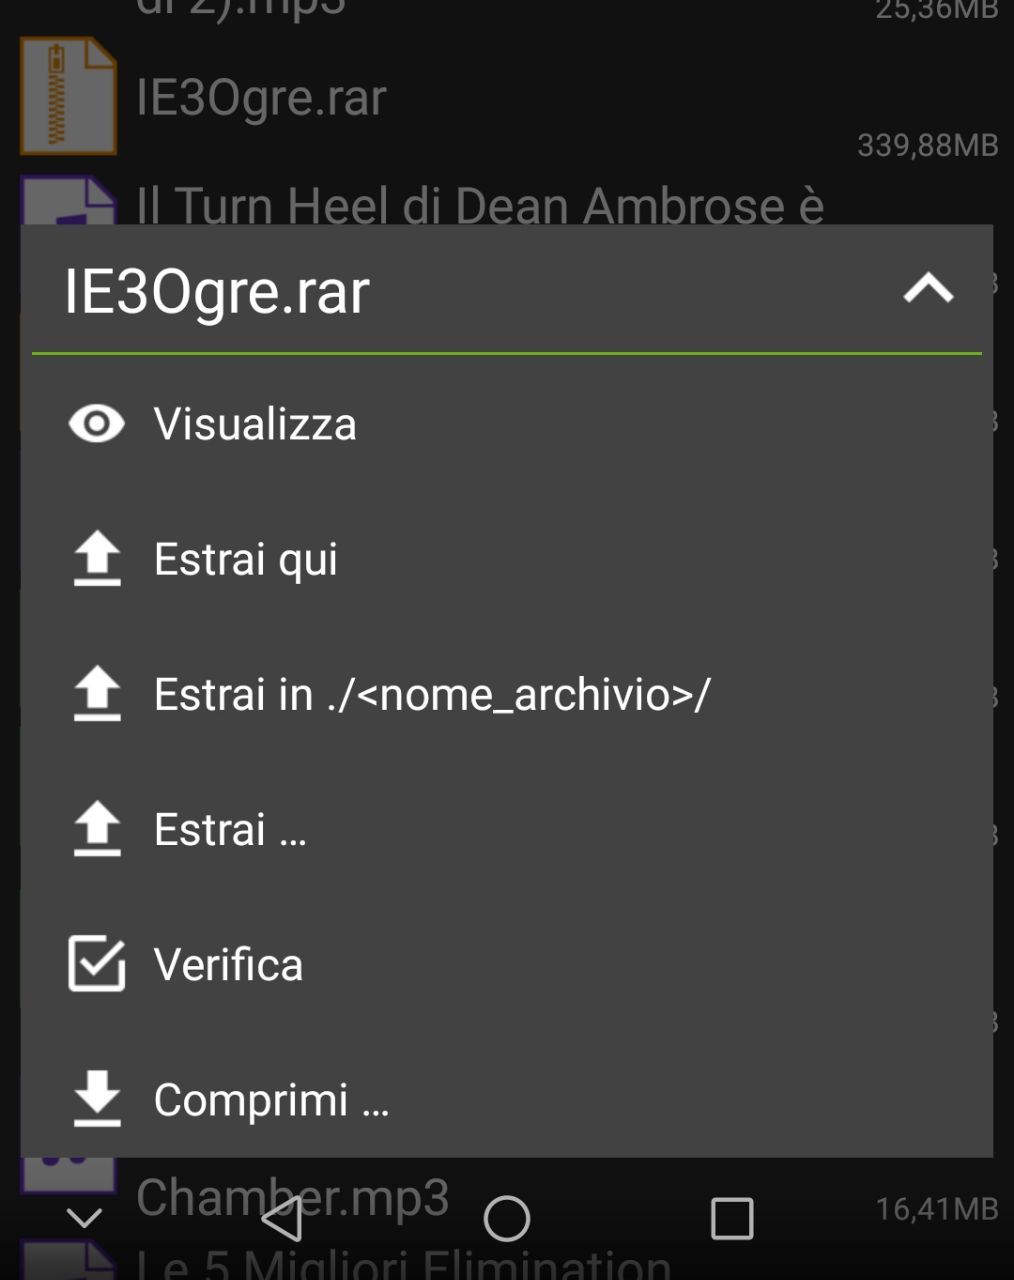 di 2).mp3
25,36MB
IE3Ogre.rar
339,88MB
Il Turn Heel di Dean Ambrose è
IE3Ogre.rar
Visualizza
Estrai qui
Estrai in ./<nome_archivio>/
Estrai ...
Verifica
Comprimi ...
Chamber.mp3
16,41MB
Le 5 Migliori Elimination